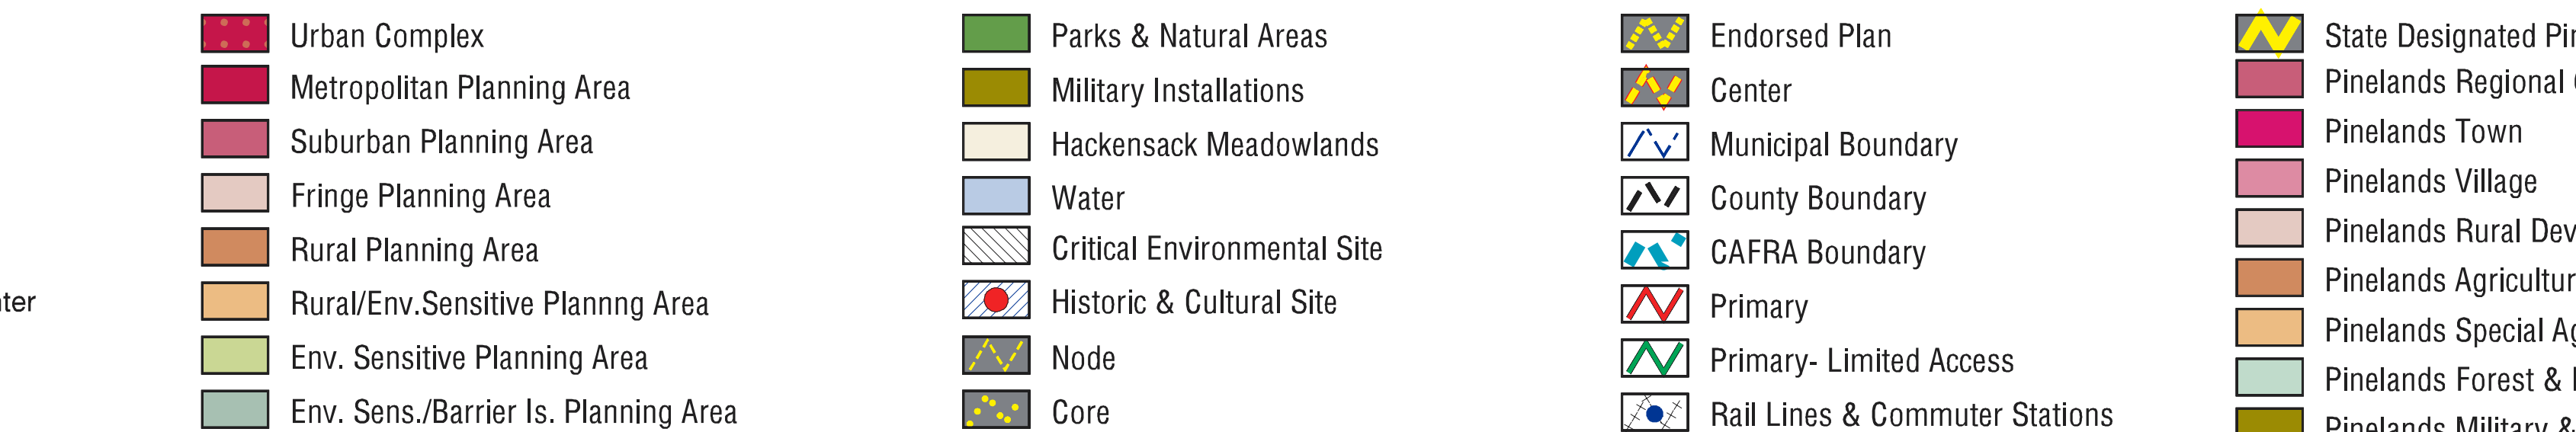 Urban Complex
Metropolitan Planning Area
Suburban Planning Area
Fringe Planning Area
Rural Planning Area
Rural/Env.Sensitive Plannng Area
Env. Sensitive Planning Area
Env. Sens./Barrier Is. Planning Area
Parks & Natural Areas
Military Installations
Hackensack Meadowlands
Water
Critical Environmental Site
Historic & Cultural Site
Node
Core
Endorsed Plan
Center
Municipal Boundary
County Boundary
CAFRA Boundary
Primary
Primary- Limited Access
Rail Lines & Commuter Stations
State Designated
Pinelands Regional
Pinelands Town
Pinelands Village
Pinelands Rural
Pinelands
Pinelands Special
Pinelands Forest &
Pinelands Military &